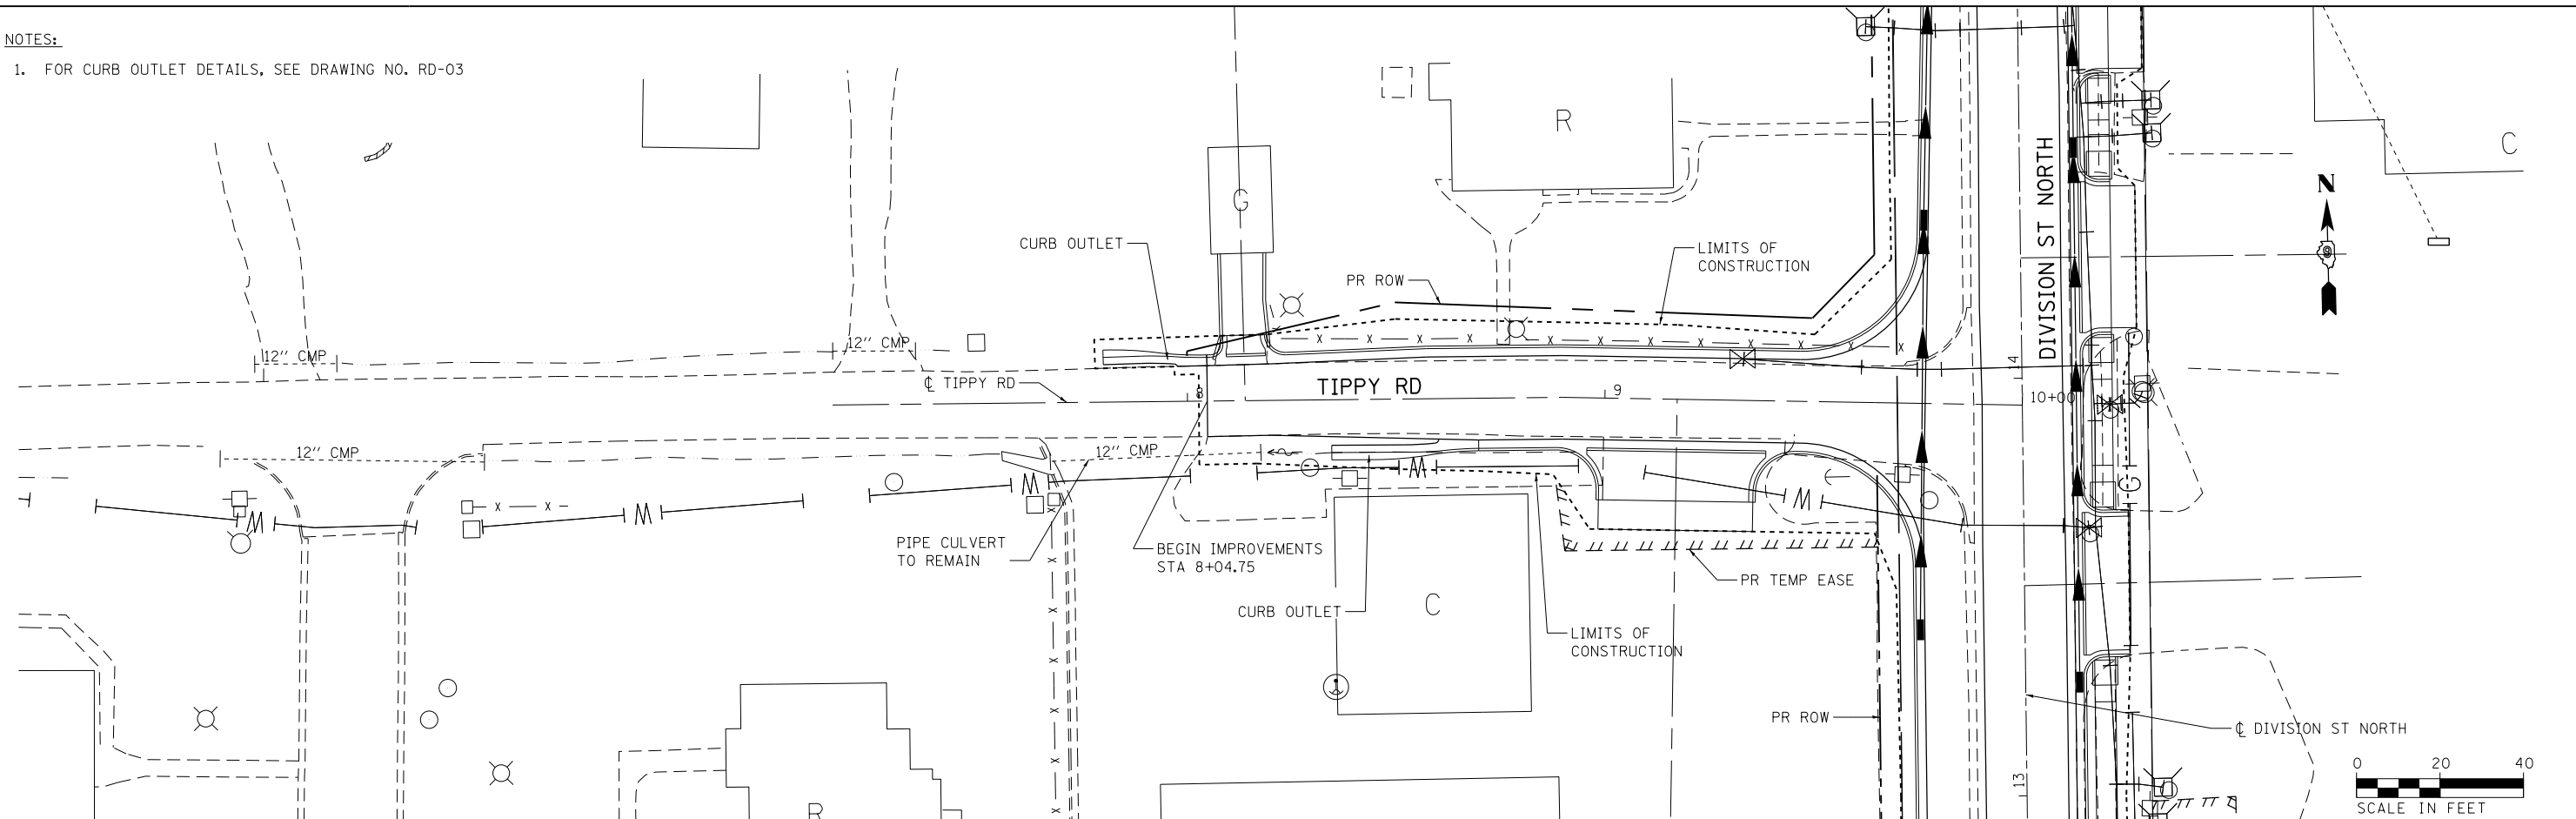 NOTES:
1. FOR CURB OUTLET DETAILS, SEE DRAWING NO. RD-03
R
C
DIVISION ST NORTH
N
G
CURB OUTLET
LIMITS OF
CONSTRUCTION
PR ROW
12" CMP
12" CMP
℄ TIPPY RD
8
TIPPY RD
9
14
10+00
12" CMP
12" CMP
G
PIPE CULVERT
TO REMAIN
BEGIN IMPROVEMENTS
STA 8+04.75
PR TEMP EASE
CURB OUTLET
C
LIMITS OF
CONSTRUCTION
PR ROW
℄ DIVISION ST NORTH
R
13
0 20 40
SCALE IN FEET